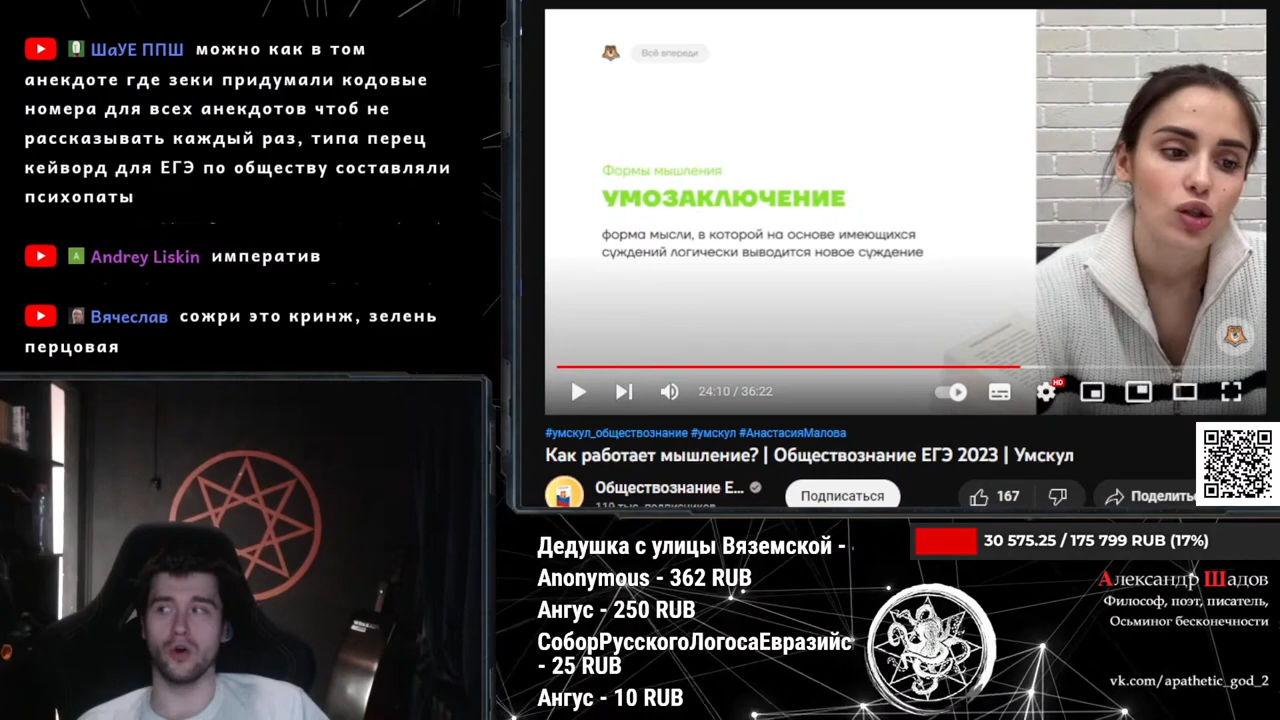 ШаУЕ ППШ можно как в том
анекдоте где зеки придумали кодовые
номера для всех анекдотов чтоб не
рассказывать каждый раз, типа перец
кейворд для ЕГЭ по обществу составляли
психопаты
Andrey Liskin императив
Вячеслав сожри это кринж, зелень
перцовая
Всё впереди
Формы мышления
УМОЗАКЛЮЧЕНИЕ
форма мысли, в которой на основе имеющихся
суждений логически выводится новое суждение
24:10 / 36:22
HD
#умскул_обществознание #умскул #АнастасияМалова
Как работает мышление? | Обществознание ЕГЭ 2023 | Умскул
Обществознание Е...
Подписаться
167
Поделить
30 575.25 / 175 799 RUB (17%)
Дедушка с улицы Вяземской -
Anonymous - 362 RUB
Ангус - 250 RUB
СоборРусскогоЛогосаЕвразийс
- 25 RUB
Ангус - 10 RUB
Александр Шадов
Философ, поэт, писатель,
Осьминог бесконечности
vk.com/apathetic_god_2